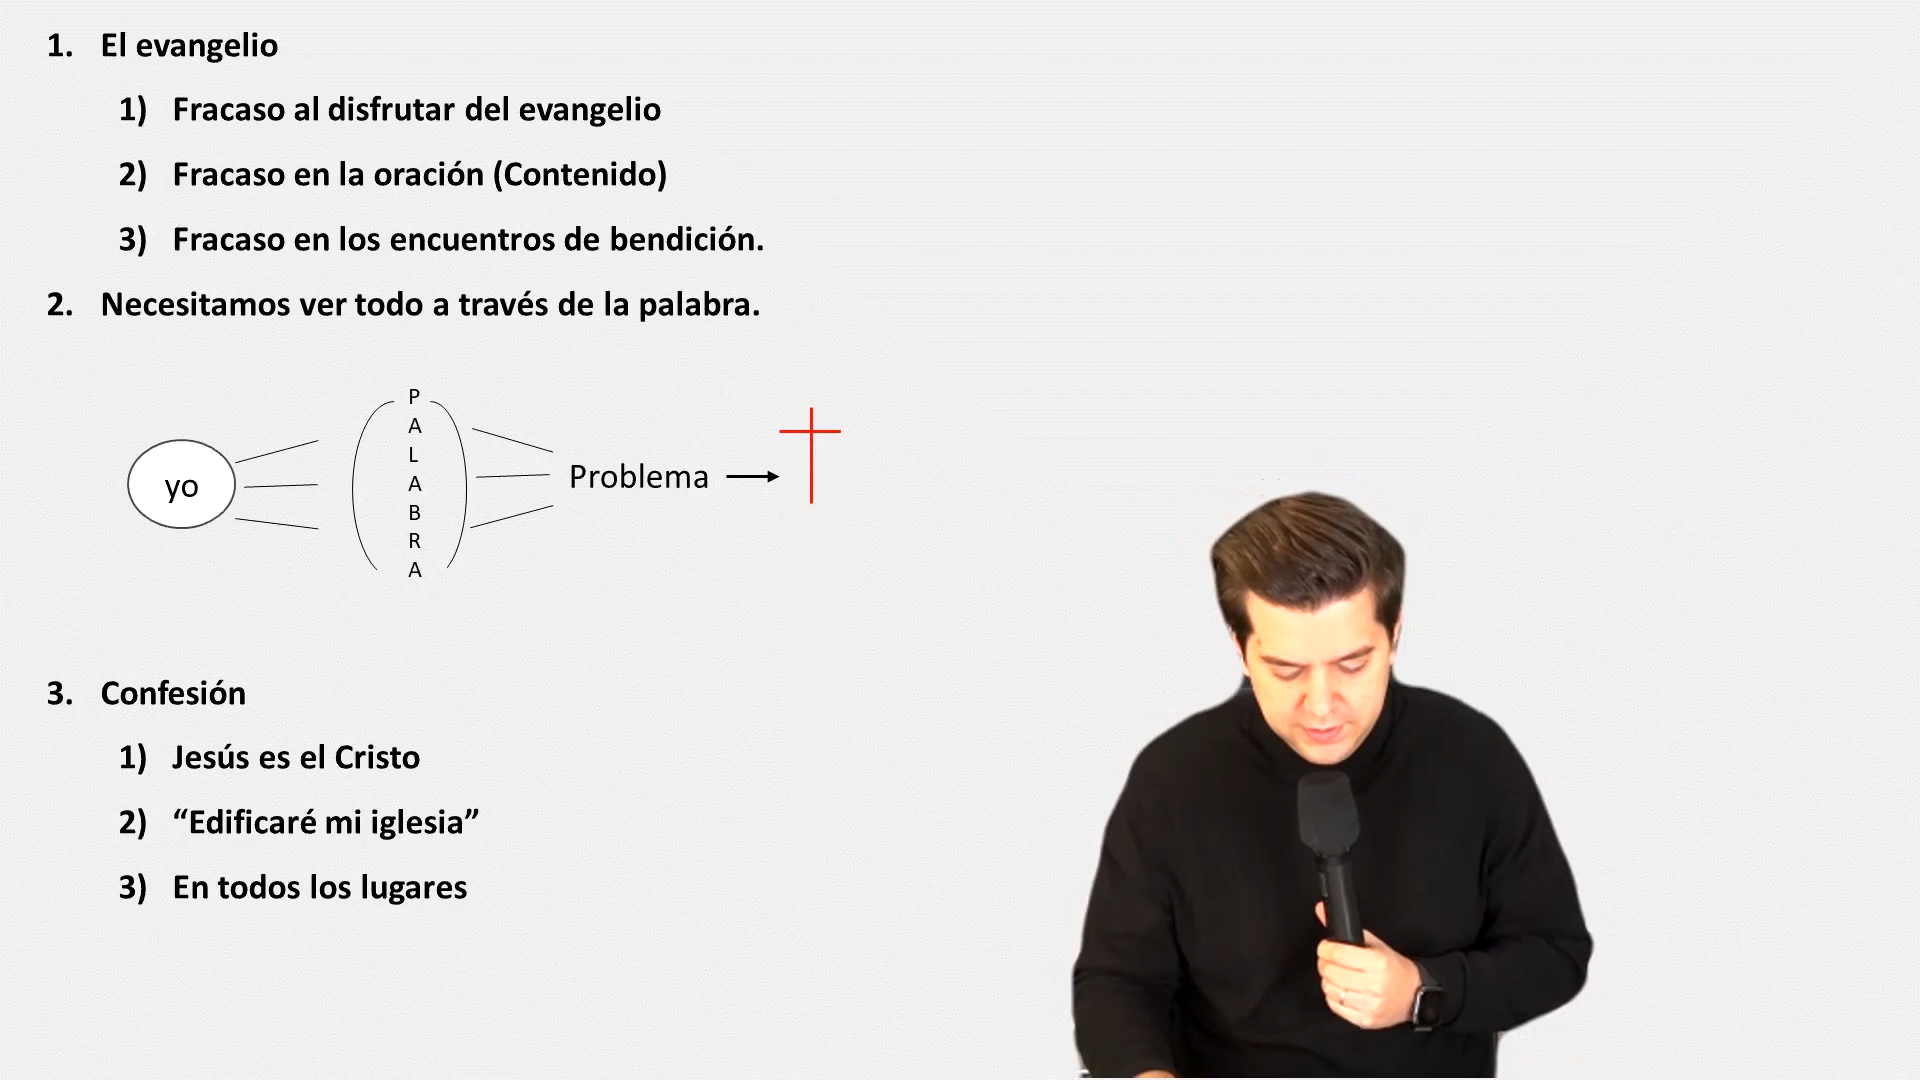 1. El evangelio
1) Fracaso al disfrutar del evangelio
2) Fracaso en la oración (Contenido)
3) Fracaso en los encuentros de bendición.
2. Necesitamos ver todo a través de la palabra.
yo
P
A
L
A
B
R
A
Problema
3. Confesión
1) Jesús es el Cristo
2) “Edificaré mi iglesia”
3) En todos los lugares